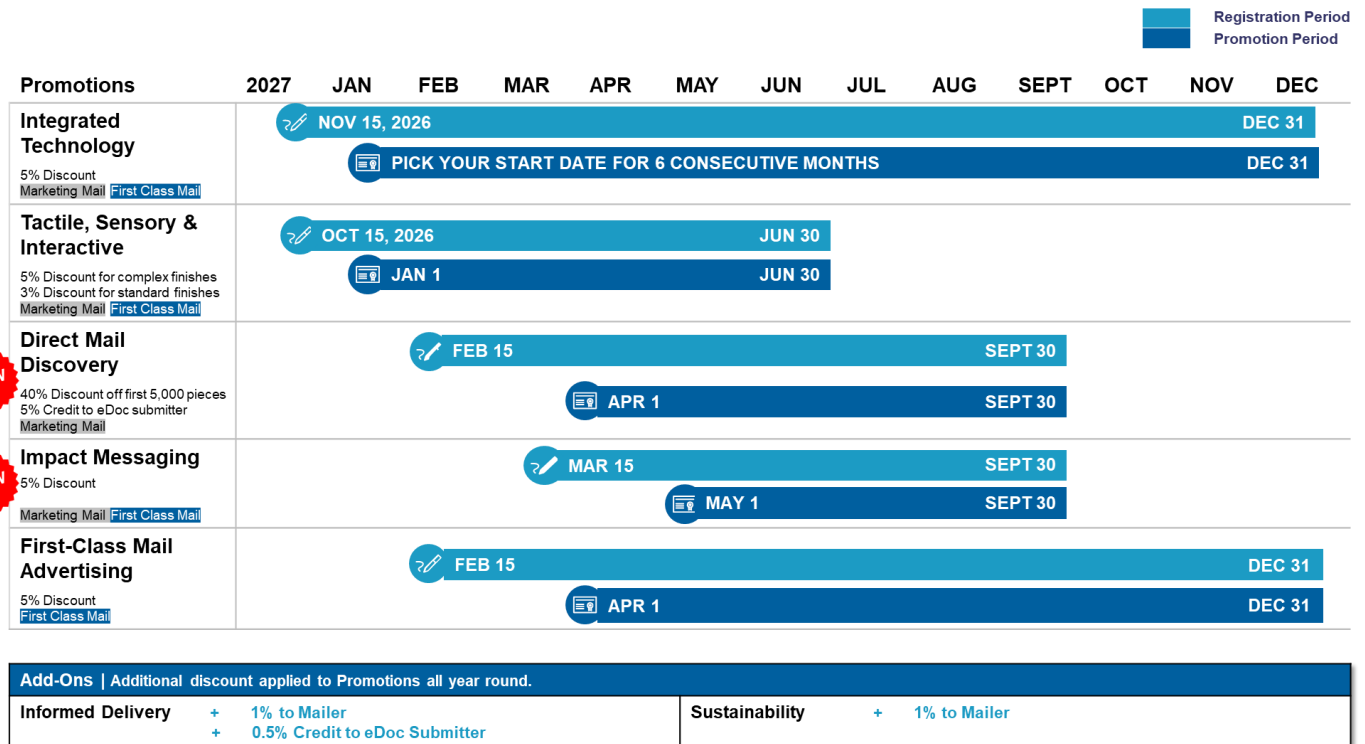 Registration Period
Promotion Period
Promotions 2027 JAN FEB MAR APR MAY JUN JUL AUG SEPT OCT NOV DEC
Integrated
Technology
5% Discount
Marketing Mail First Class Mail
NOV 15, 2026 DEC 31
PICK YOUR START DATE FOR 6 CONSECUTIVE MONTHS DEC 31
Tactile, Sensory &
Interactive
5% Discount for complex finishes
3% Discount for standard finishes
Marketing Mail First Class Mail
OCT 15, 2026 JUN 30
JAN 1 JUN 30
Direct Mail
Discovery
40% Discount off first 5,000 pieces
5% Credit to eDoc submitter
Marketing Mail
FEB 15 SEPT 30
APR 1 SEPT 30
Impact Messaging
5% Discount
Marketing Mail First Class Mail
MAR 15 SEPT 30
MAY 1 SEPT 30
First-Class Mail
Advertising
5% Discount
First Class Mail
FEB 15 DEC 31
APR 1 DEC 31
Add-Ons | Additional discount applied to Promotions all year round.
Informed Delivery + 1% to Mailer
+ 0.5% Credit to eDoc Submitter
Sustainability + 1% to Mailer